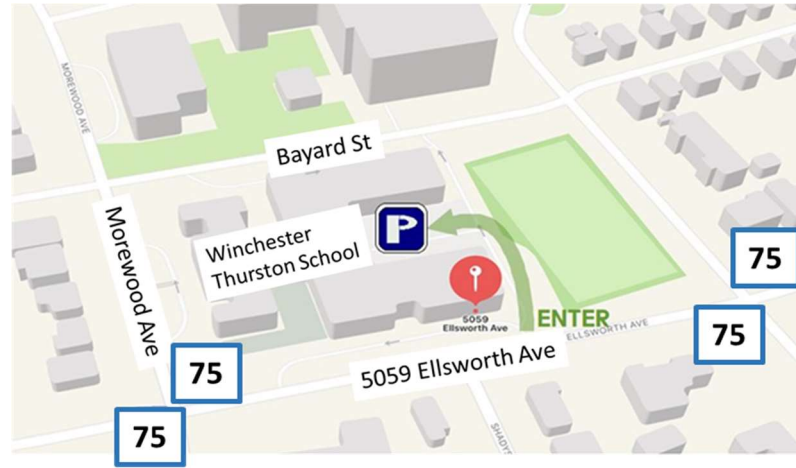 MOREWOOD AVE
Bayard St
Morewood Ave
Winchester
Thurston School
P
5059
Ellsworth Ave
ENTER
ELLSWORTH AVE
75
75
5059 Ellsworth Ave
75
75
SHADYS